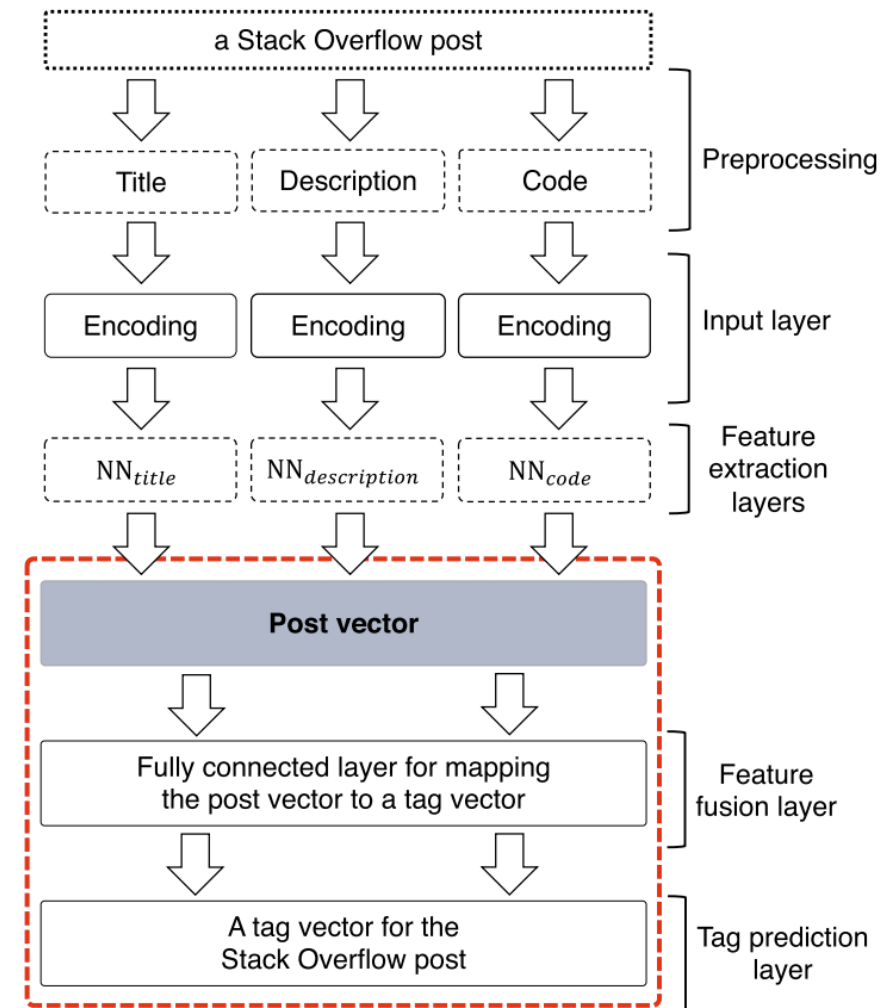 a Stack Overflow post
Preprocessing
Title
Description
Code
Encoding
Encoding
Encoding
Input layer
NN_title
NN_description
NN_code
Feature
extraction
layers
Post vector
Fully connected layer for mapping
the post vector to a tag vector
Feature
fusion layer
A tag vector for the
Stack Overflow post
Tag prediction
layer